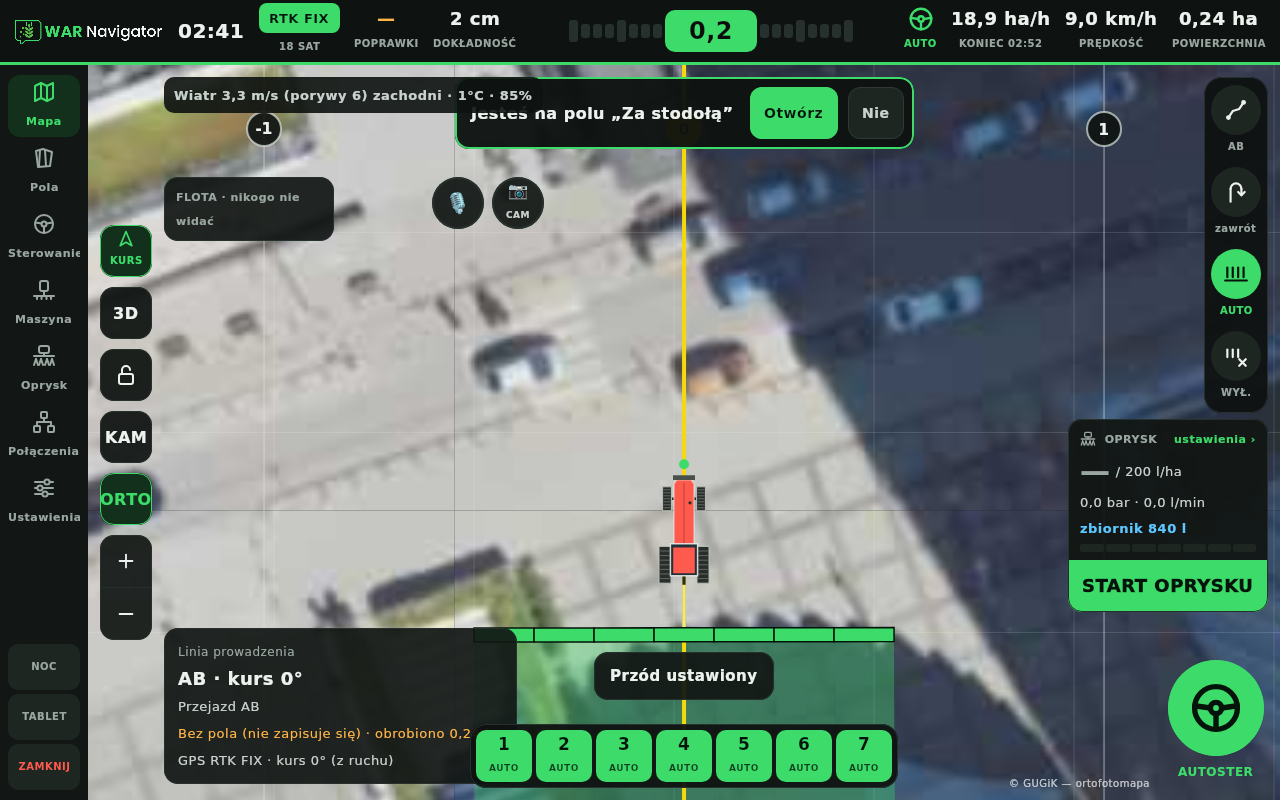 WAR Navigator
02:41
RTK FIX
18 SAT
—
POPRAWKI
2 cm
DOKŁADNOŚĆ
0,2
AUTO
18,9 ha/h
KONIEC 02:52
9,0 km/h
PRĘDKOŚĆ
0,24 ha
POWIERZCHNIA
Mapa
Pola
Sterowanie
Maszyna
Oprysk
Połączenia
Ustawienia
NOC
TABLET
ZAMKNIJ
Wiatr 3,3 m/s (porywy 6) zachodni · 1°C · 85%
Jesteś na polu „Za stodołą”
Otwórz
Nie
-1
1
FLOTA · nikogo nie
widać
CAM
KURS
3D
KAM
ORTO
+
−
AB
zawrót
AUTO
WYŁ.
OPRYSK
ustawienia ›
— / 200 l/ha
0,0 bar · 0,0 l/min
zbiornik 840 l
START OPRYSKU
AUTOSTER
Linia prowadzenia
AB · kurs 0°
Przejazd AB
Bez pola (nie zapisuje się) · obrobiono 0,2
GPS RTK FIX · kurs 0° (z ruchu)
Przód ustawiony
1 AUTO
2 AUTO
3 AUTO
4 AUTO
5 AUTO
6 AUTO
7 AUTO
© GUGiK — ortofotomapa